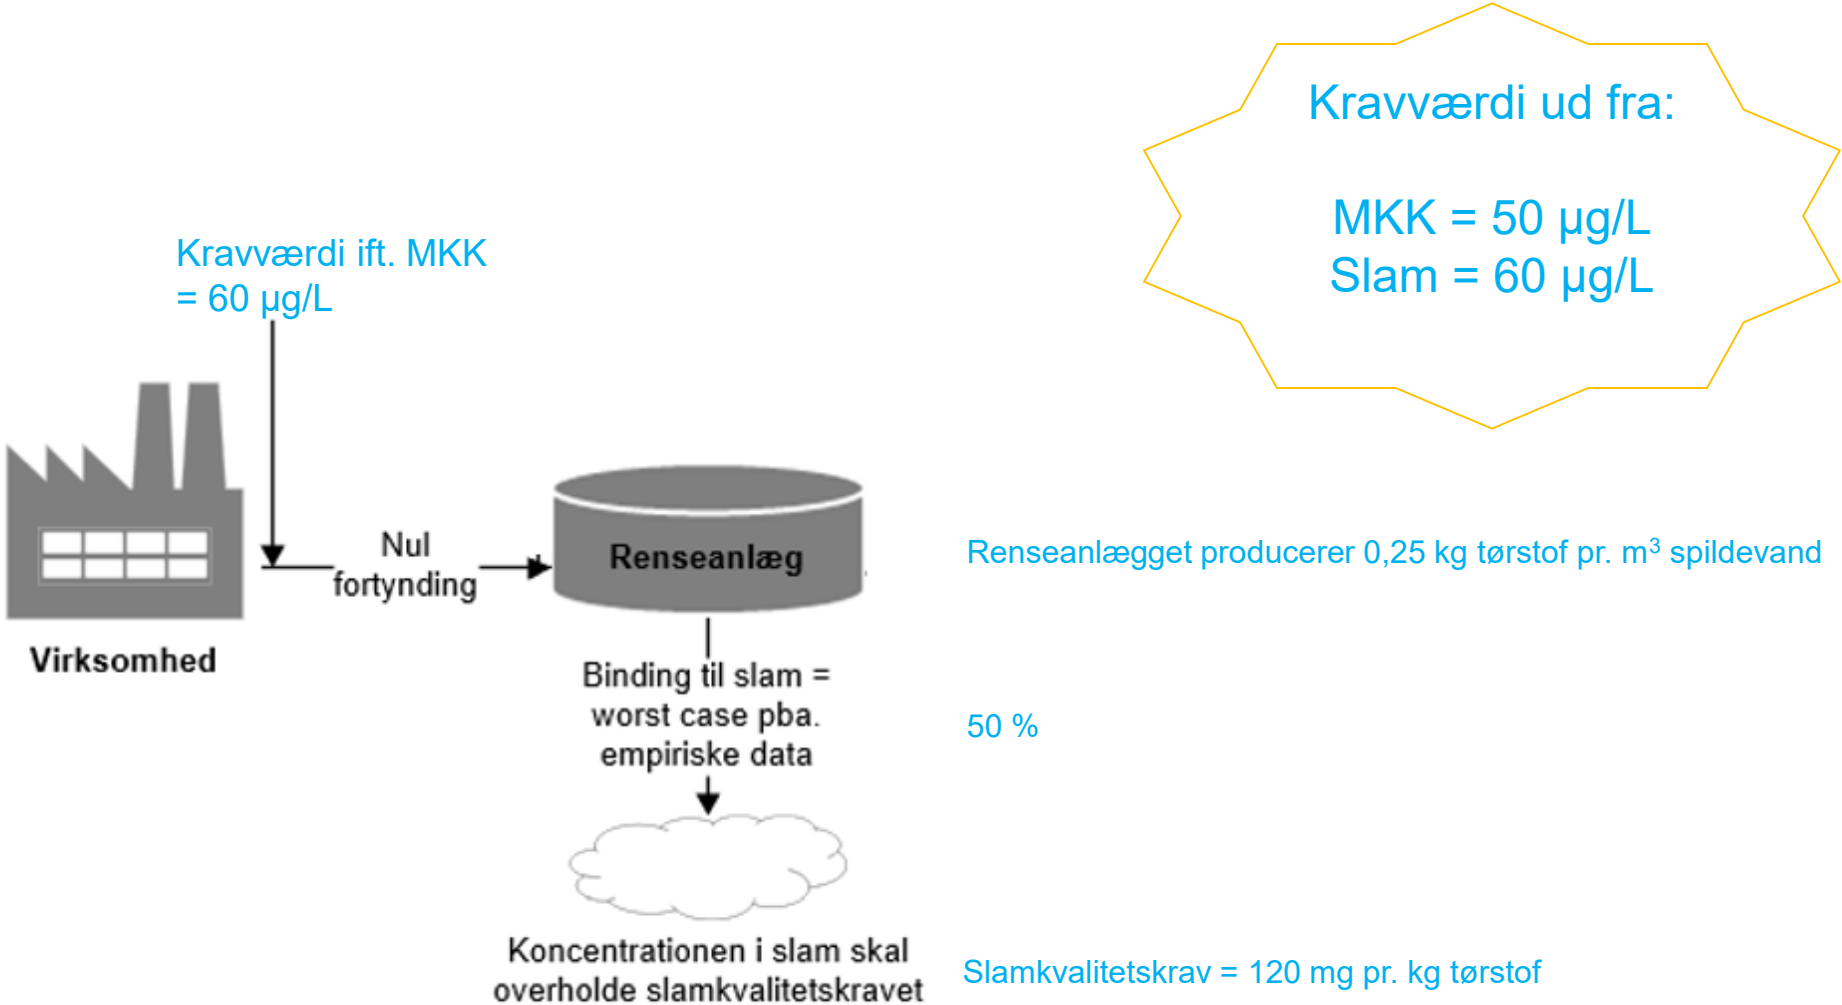 Kravværdi ud fra:
MKK = 50 µg/L
Slam = 60 µg/L
Kravværdi ift. MKK
= 60 µg/L
Nul
fortynding
Renseanlæg
Renseanlægget producerer 0,25 kg tørstof pr. m³ spildevand
Virksomhed
Binding til slam =
worst case pba.
empiriske data
50 %
Koncentrationen i slam skal
overholde slamkvalitetskravet
Slamkvalitetskrav = 120 mg pr. kg tørstof